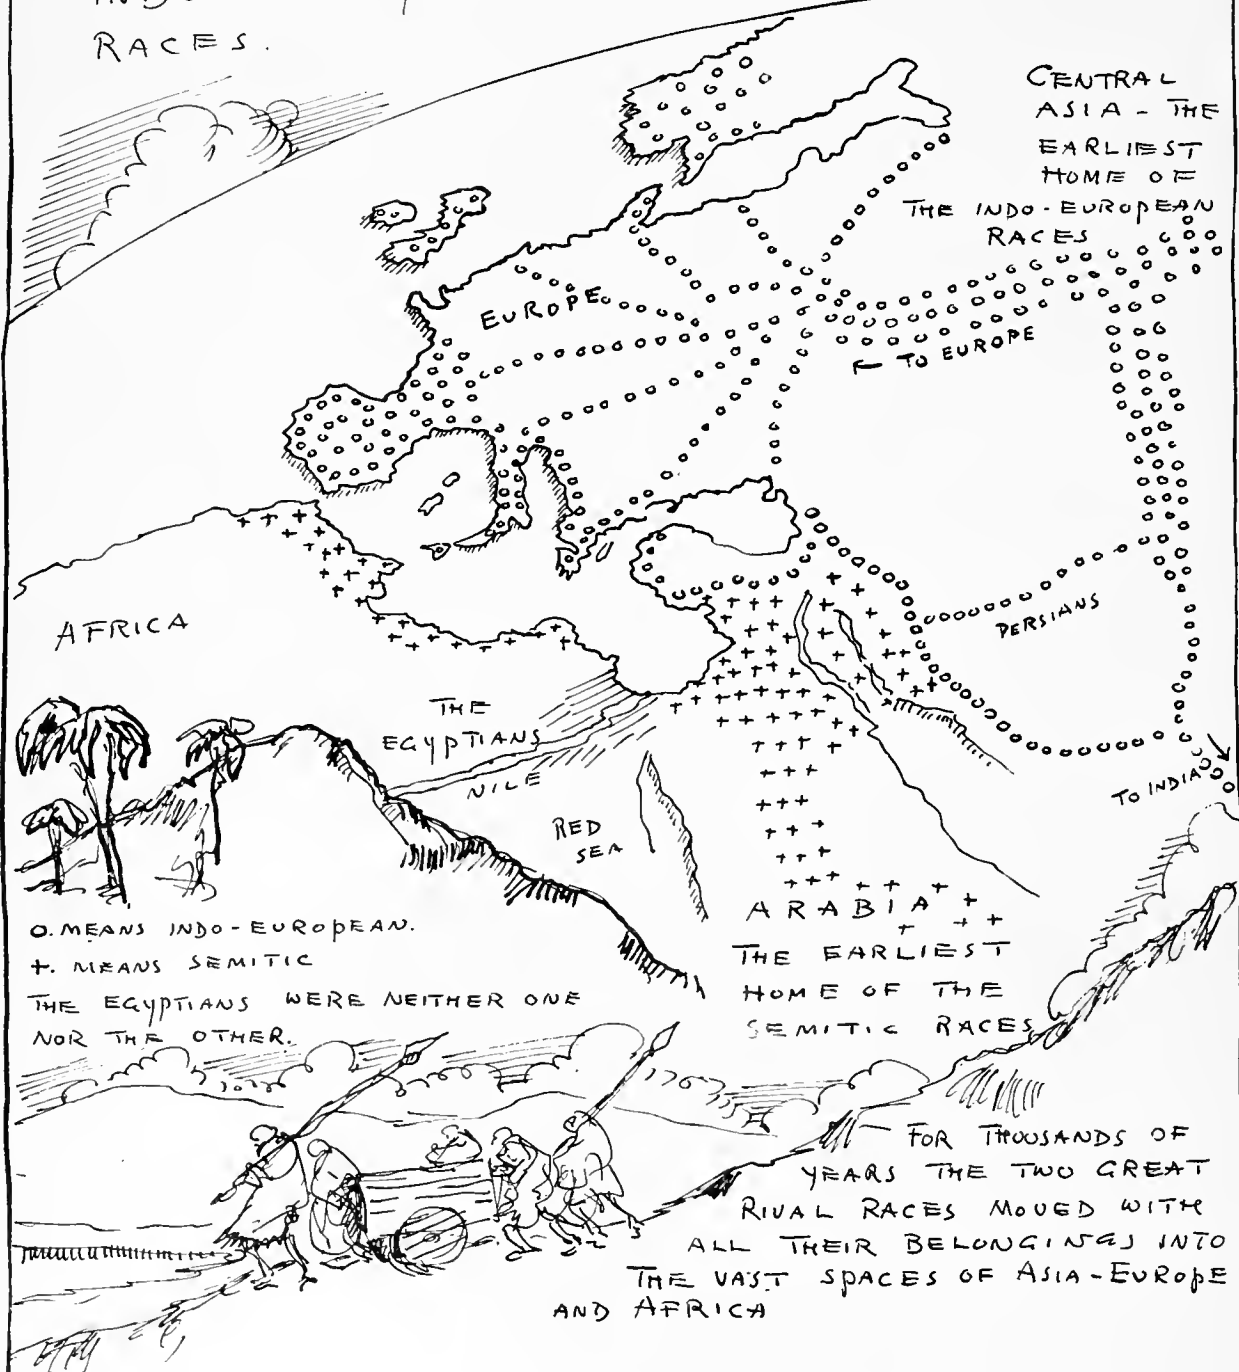 RACES.
CENTRAL
ASIA - THE
EARLIEST
HOME OF
THE INDO-EUROPEAN
RACES
EUROPE
← TO EUROPE
AFRICA
PERSIANS
THE
EGYPTIANS
NILE
TO INDIA
RED
SEA
ARABIA
THE EARLIEST
HOME OF THE
SEMITIC RACES
O. MEANS INDO-EUROPEAN.
+. MEANS SEMITIC
THE EGYPTIANS WERE NEITHER ONE
NOR THE OTHER.
FOR THOUSANDS OF
YEARS THE TWO GREAT
RIVAL RACES MOVED WITH
ALL THEIR BELONGINGS INTO
THE VAST SPACES OF ASIA-EUROPE
AND AFRICA